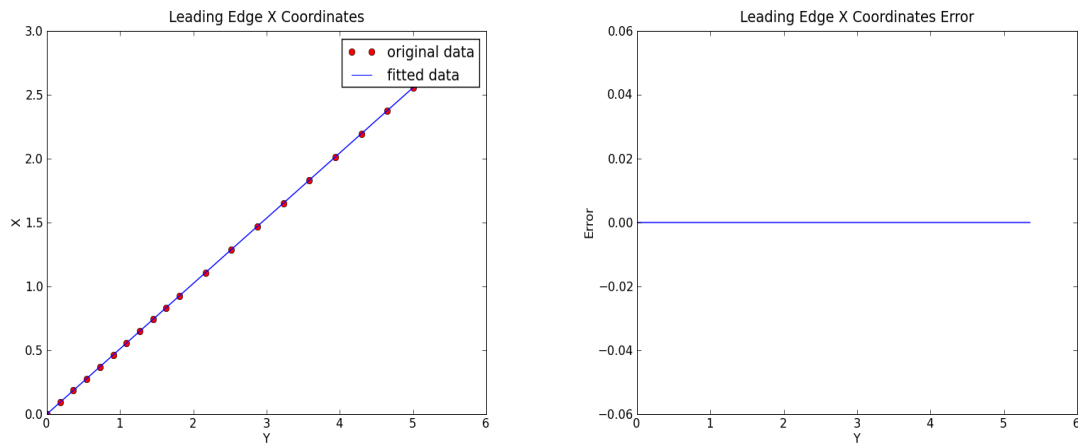 Leading Edge X Coordinates
3.0
2.5
2.0
1.5
1.0
0.5
0.0
X
original data
fitted data
0 1 2 3 4 5 6
Y
Leading Edge X Coordinates Error
0.06
0.04
0.02
0.00
−0.02
−0.04
−0.06
Error
0 1 2 3 4 5 6
Y